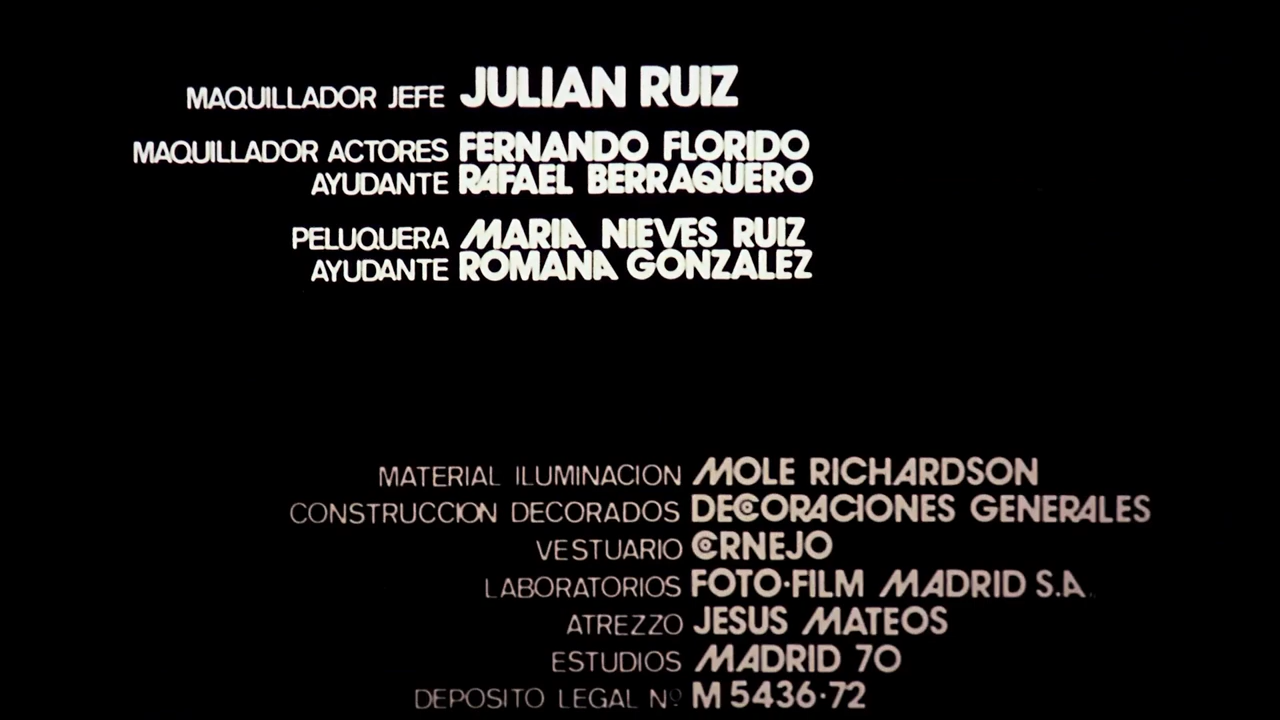 MAQUILLADOR JEFE JULIAN RUIZ
MAQUILLADOR ACTORES FERNANDO FLORIDO
AYUDANTE RAFAEL BERRAQUERO
PELUQUERA MARIA NIEVES RUIZ
AYUDANTE ROMANA GONZALEZ
MATERIAL ILUMINACION MOLE RICHARDSON
CONSTRUCCION DECORADOS DECORACIONES GENERALES
VESTUARIO CORNEJO
LABORATORIOS FOTO·FILM MADRID S.A.
ATREZZO JESUS MATEOS
ESTUDIOS MADRID 70
DEPOSITO LEGAL Nº M 5436·72